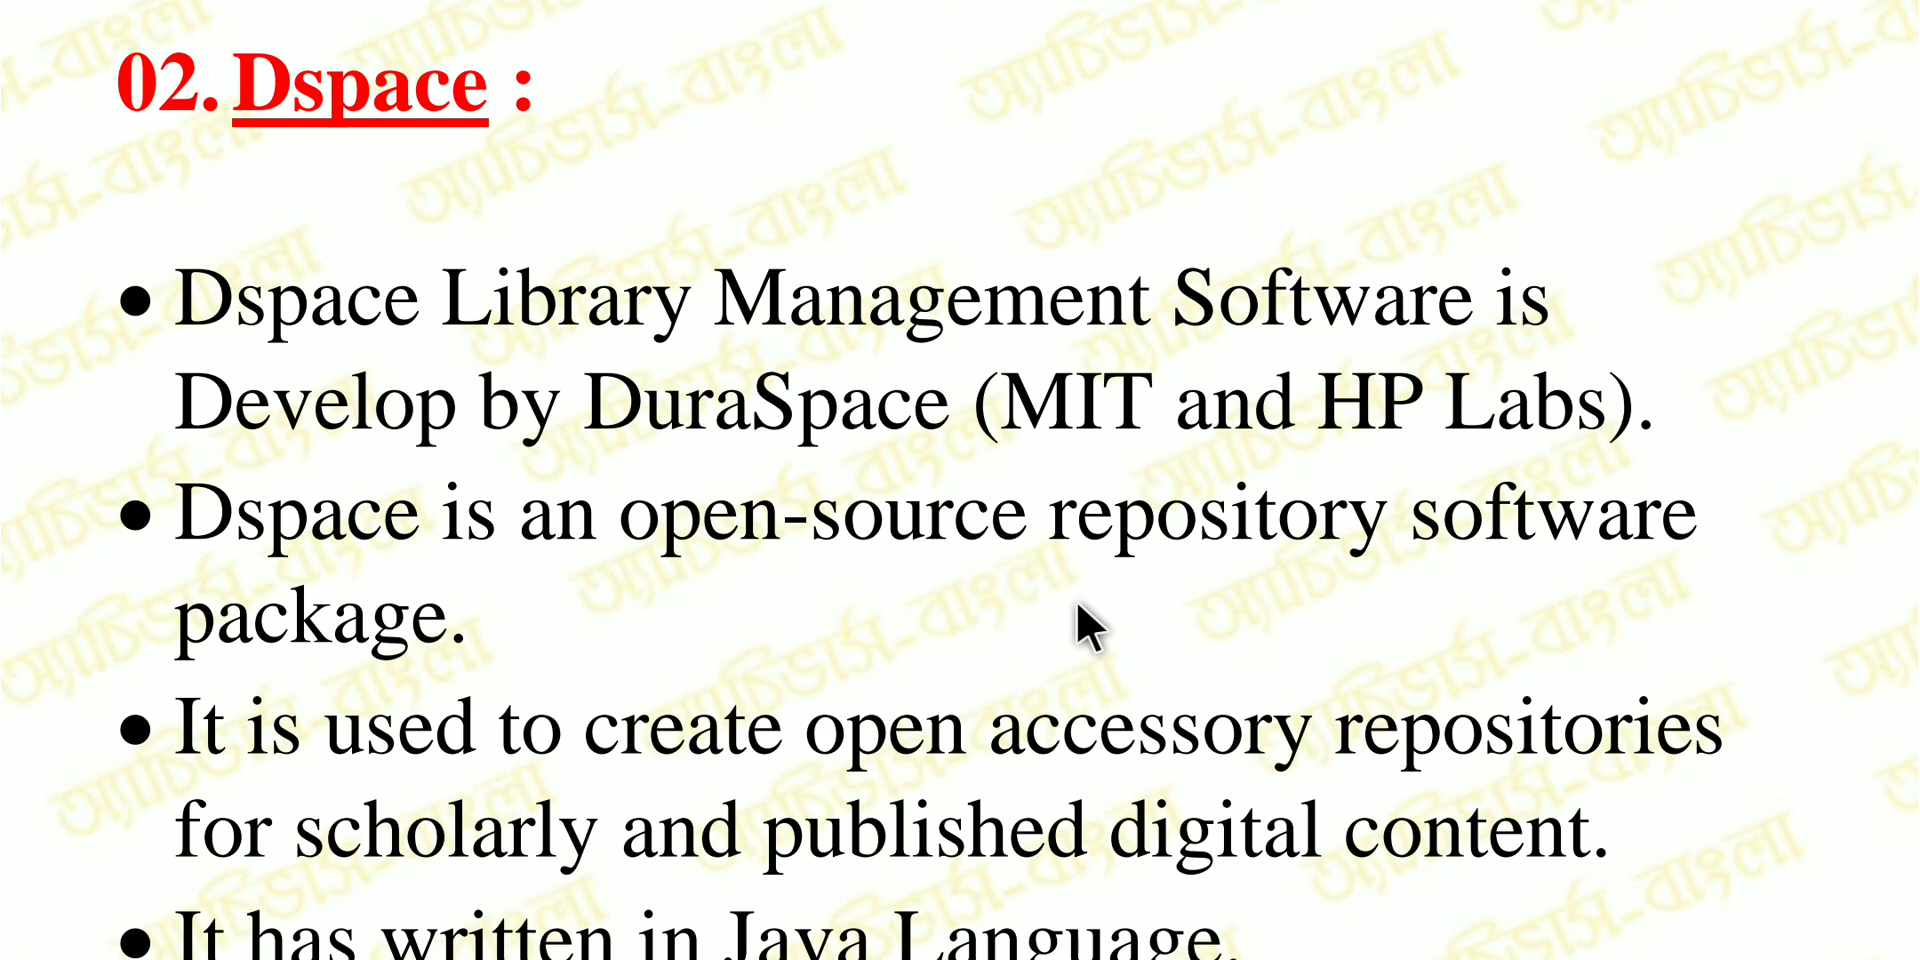 02. Dspace :
• Dspace Library Management Software is
Develop by DuraSpace (MIT and HP Labs).
• Dspace is an open-source repository software
package.
• It is used to create open accessory repositories
for scholarly and published digital content.
• It has written in Java Language.
অ্যাচিভার্স-বাংলা